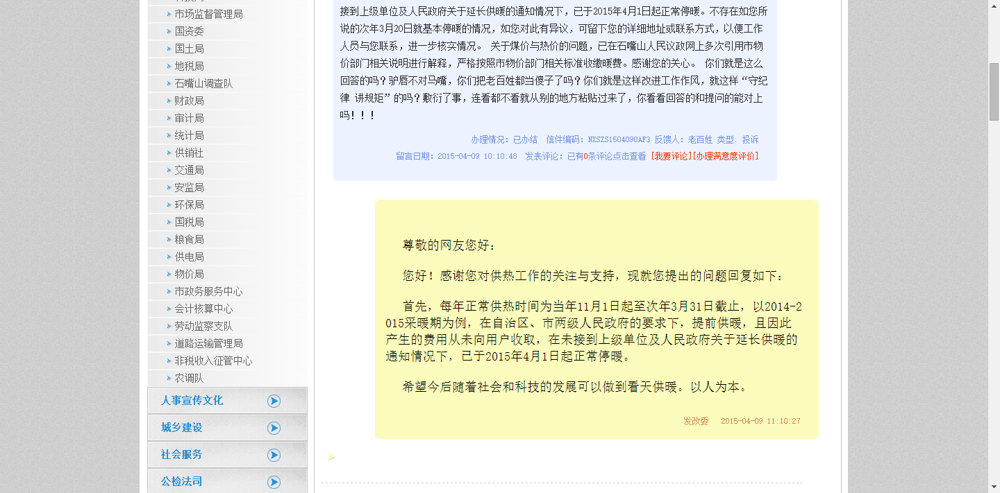 市场监督管理局
国资委
国土局
地税局
石嘴山调查队
财政局
审计局
统计局
供销社
交通局
安监局
环保局
国税局
粮食局
供电局
物价局
市政务服务中心
会计核算中心
劳动监察支队
道路运输管理局
非税收入征管中心
农调队
人事宣传文化
城乡建设
社会服务
公检法司
接到上级单位及人民政府关于延长供暖的通知情况下，已于2015年4月1日起正常停暖。不存在如您所
说的次年3月20日就基本停暖的情况，如您对此有异议，可留下您的详细地址或联系方式，以便工作
人员与您联系，进一步核实情况。 关于煤价与热价的问题，已在石嘴山人民议政网上多次引用市物
价部门相关说明进行解释，严格按照市物价部门相关标准收缴暖费。感谢您的关心。 你们就是这么
回答的吗？驴唇不对马嘴，你们把老百姓都当傻子了吗？你们就是这样改进工作作风，就这样“守纪
律 讲规矩”的吗？敷衍了事，连看都不看就从别的地方粘贴过来了，你看看回答的和提问的能对上
吗！！！
办理情况：已办结 信件编码：NXSZS1504090AF3 反馈人：老百姓 类型: 投诉
留言日期：2015-04-09 10:10:48 发表评论：已有0条评论点击查看 [我要评论][办理满意度评价]
尊敬的网友您好：
您好！感谢您对供热工作的关注与支持，现就您提出的问题回复如下：
首先，每年正常供热时间为当年11月1日起至次年3月31日截止，以2014-2
015采暖期为例，在自治区、市两级人民政府的要求下，提前供暖，且因此
产生的费用从未向用户收取，在未接到上级单位及人民政府关于延长供暖的
通知情况下，已于2015年4月1日起正常停暖。
希望今后随着社会和科技的发展可以做到看天供暖。以人为本。
发改委 2015-04-09 11:10:27